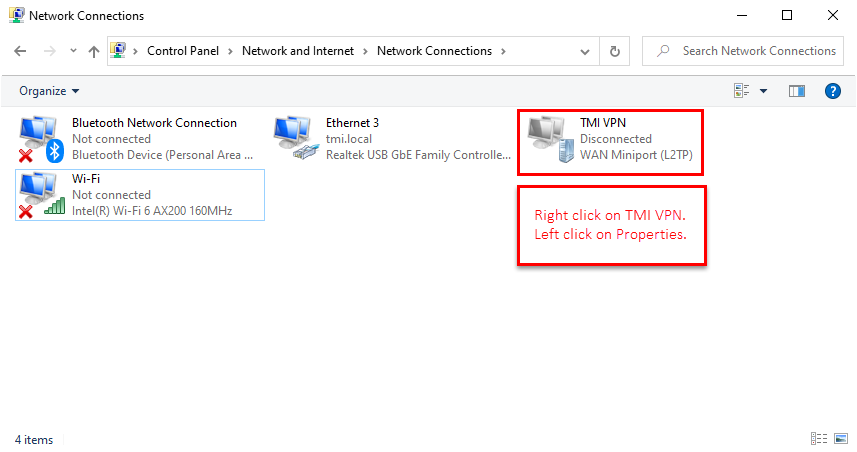 Network Connections
Control Panel > Network and Internet > Network Connections >
Search Network Connections
Organize
Bluetooth Network Connection
Not connected
Bluetooth Device (Personal Area ...
Ethernet 3
tmi.local
Realtek USB GbE Family Controlle...
TMI VPN
Disconnected
WAN Miniport (L2TP)
Wi-Fi
Not connected
Intel(R) Wi-Fi 6 AX200 160MHz
Right click on TMI VPN.
Left click on Properties.
4 items